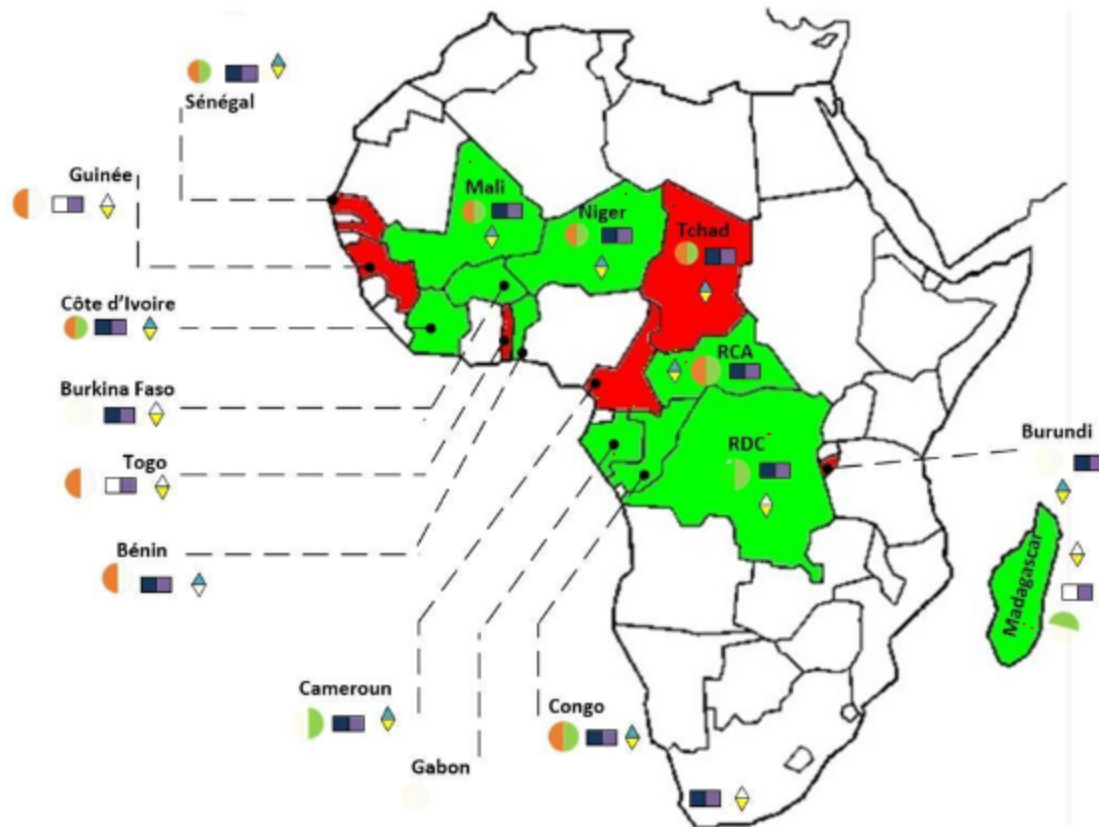 Sénégal
Guinée
Mali
Niger
Tchad
Côte d'Ivoire
RCA
Burkina Faso
Burundi
RDC
Togo
Bénin
Madagascar
Cameroun
Congo
Gabon